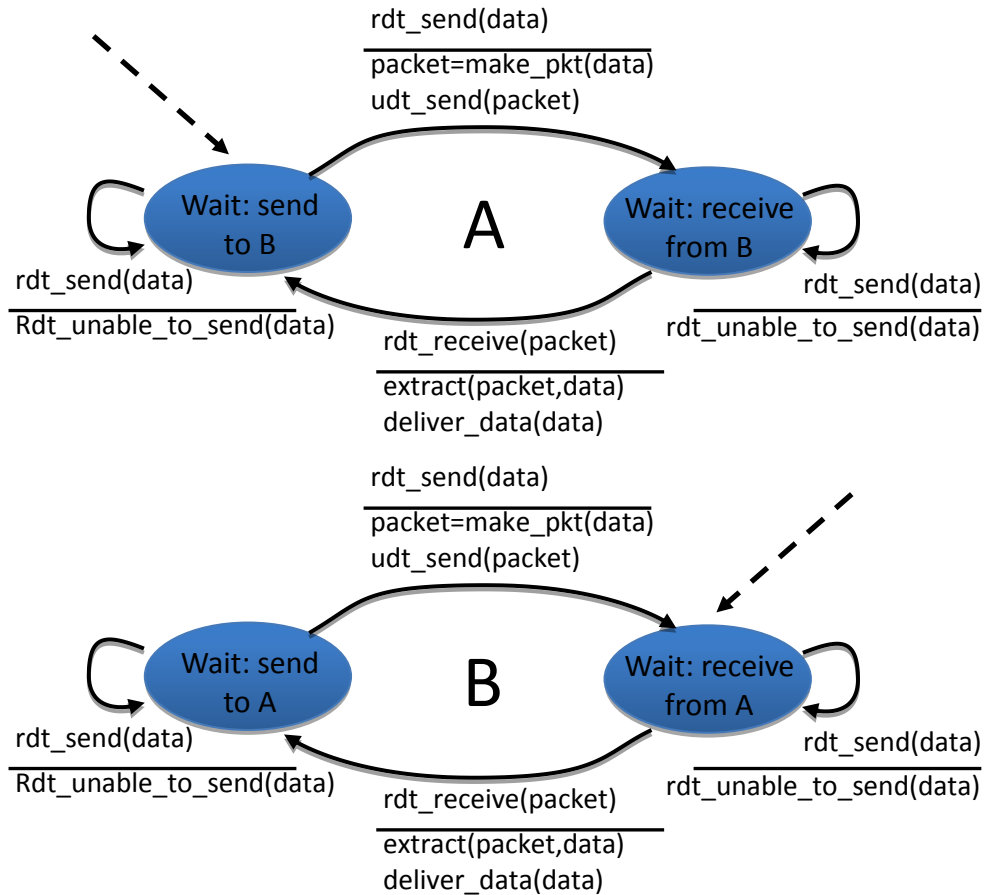 rdt_send(data)
packet=make_pkt(data)
udt_send(packet)
Wait: send
to B
A
Wait: receive
from B
rdt_send(data)
Rdt_unable_to_send(data)
rdt_send(data)
rdt_unable_to_send(data)
rdt_receive(packet)
extract(packet,data)
deliver_data(data)
rdt_send(data)
packet=make_pkt(data)
udt_send(packet)
Wait: send
to A
B
Wait: receive
from A
rdt_send(data)
Rdt_unable_to_send(data)
rdt_send(data)
rdt_unable_to_send(data)
rdt_receive(packet)
extract(packet,data)
deliver_data(data)